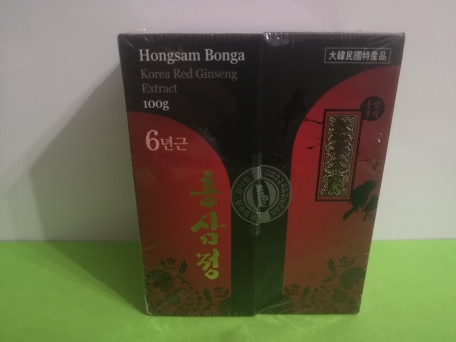 Hongsam Bonga
Korea Red Ginseng
Extract
100g
6년근
홍삼정
大韓民國特産品